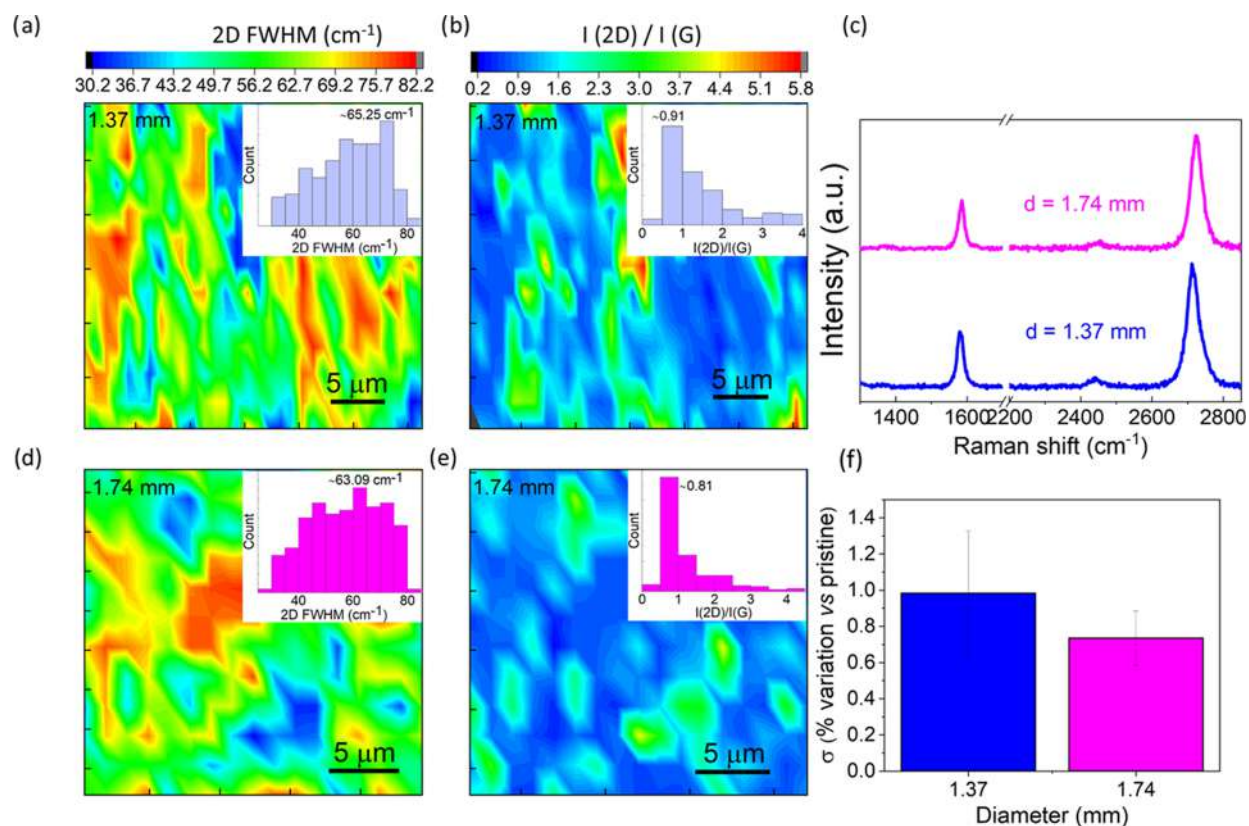 (a)
2D FWHM (cm-1)
30.2 36.7 43.2 49.7 56.2 62.7 69.2 75.7 82.2
1.37 mm
~65.25 cm-1
Count
40 60 80
2D FWHM (cm-1)
5 μm
(b)
I (2D) / I (G)
0.2 0.9 1.6 2.3 3.0 3.7 4.4 5.1 5.8
1.37 mm
~0.91
Count
0 1 2 3 4
I(2D)/I(G)
5 μm
(c)
Intensity (a.u.)
d = 1.74 mm
d = 1.37 mm
1400 1600 2200 2400 2600 2800
Raman shift (cm-1)
(d)
1.74 mm
~63.09 cm-1
Count
40 60 80
2D FWHM (cm-1)
5 μm
(e)
1.74 mm
~0.81
Count
0 1 2 3 4
I(2D)/I(G)
5 μm
(f)
σ (% variation vs pristine)
1.4
1.2
1.0
0.8
0.6
0.4
0.2
0.0
1.37 1.74
Diameter (mm)